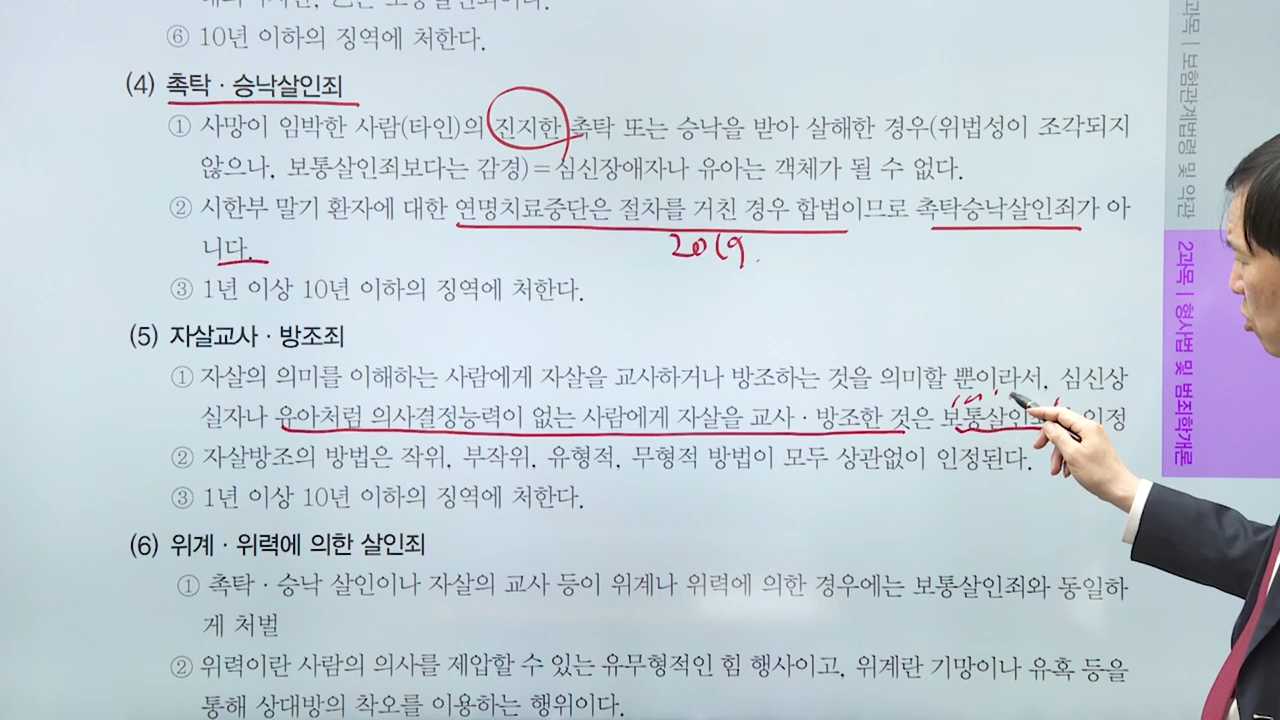 ⑥ 10년 이하의 징역에 처한다.
(4) 촉탁 · 승낙살인죄
① 사망이 임박한 사람(타인)의 진지한 촉탁 또는 승낙을 받아 살해한 경우(위법성이 조각되지
않으나, 보통살인죄보다는 감경)=심신장애자나 유아는 객체가 될 수 없다.
② 시한부 말기 환자에 대한 연명치료중단은 절차를 거친 경우 합법이므로 촉탁승낙살인죄가 아
니다.
2019.
③ 1년 이상 10년 이하의 징역에 처한다.
(5) 자살교사 · 방조죄
① 자살의 의미를 이해하는 사람에게 자살을 교사하거나 방조하는 것을 의미할 뿐이라서, 심신상
실자나 유아처럼 의사결정능력이 없는 사람에게 자살을 교사 · 방조한 것은 보통살인 인정
② 자살방조의 방법은 작위, 부작위, 유형적, 무형적 방법이 모두 상관없이 인정된다.
③ 1년 이상 10년 이하의 징역에 처한다.
(6) 위계 · 위력에 의한 살인죄
① 촉탁 · 승낙 살인이나 자살의 교사 등이 위계나 위력에 의한 경우에는 보통살인죄와 동일하
게 처벌
② 위력이란 사람의 의사를 제압할 수 있는 유무형적인 힘 행사이고, 위계란 기망이나 유혹 등을
통해 상대방의 착오를 이용하는 행위이다.
과목 | 보험관계법령 및 약관
2과목 | 형사법 및 범죄학개론